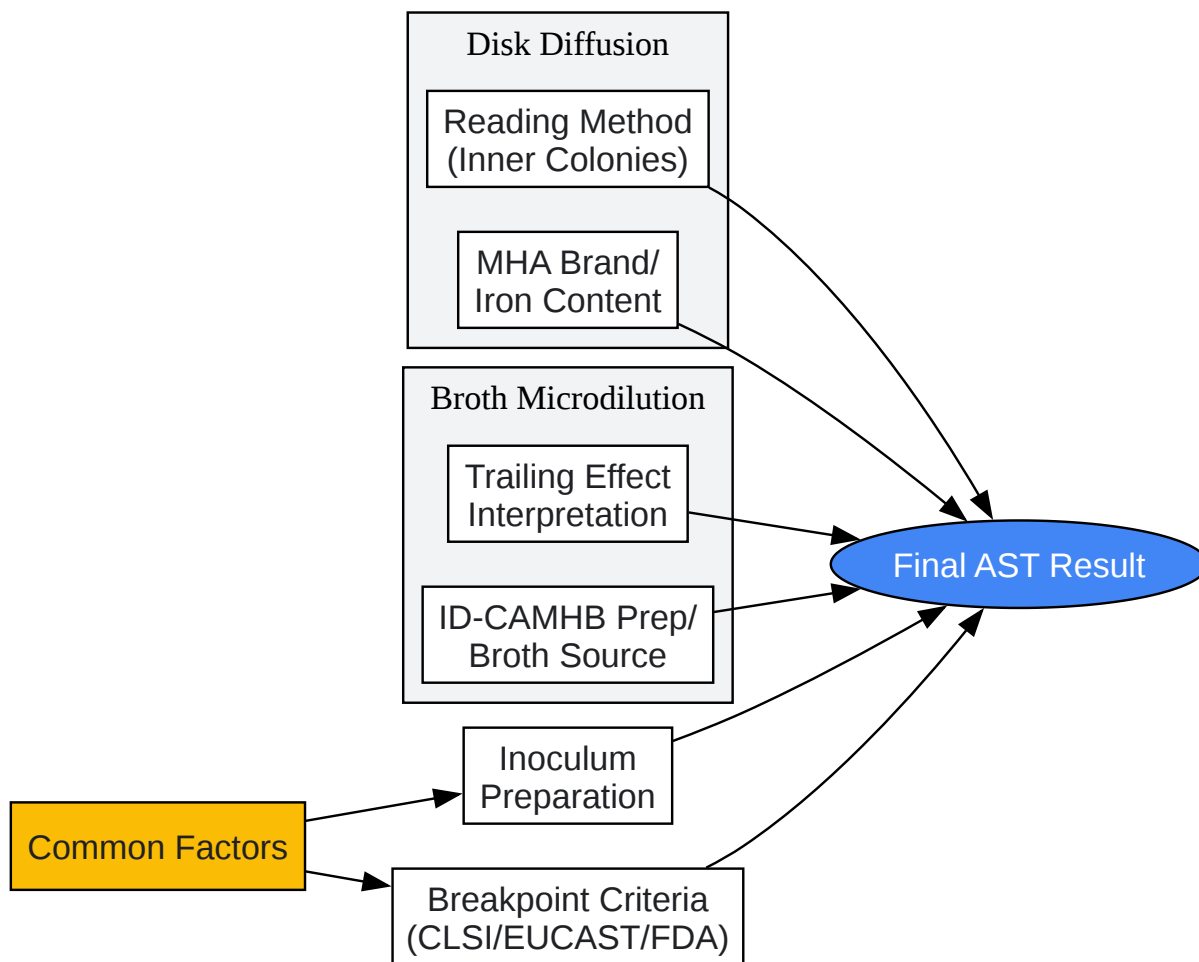 Disk Diffusion
Reading Method
(Inner Colonies)
MHA Brand/
Iron Content
Broth Microdilution
Trailing Effect
Interpretation
ID-CAMHB Prep/
Broth Source
Final AST Result
Inoculum
Preparation
Common Factors
Breakpoint Criteria
(CLSI/EUCAST/FDA)